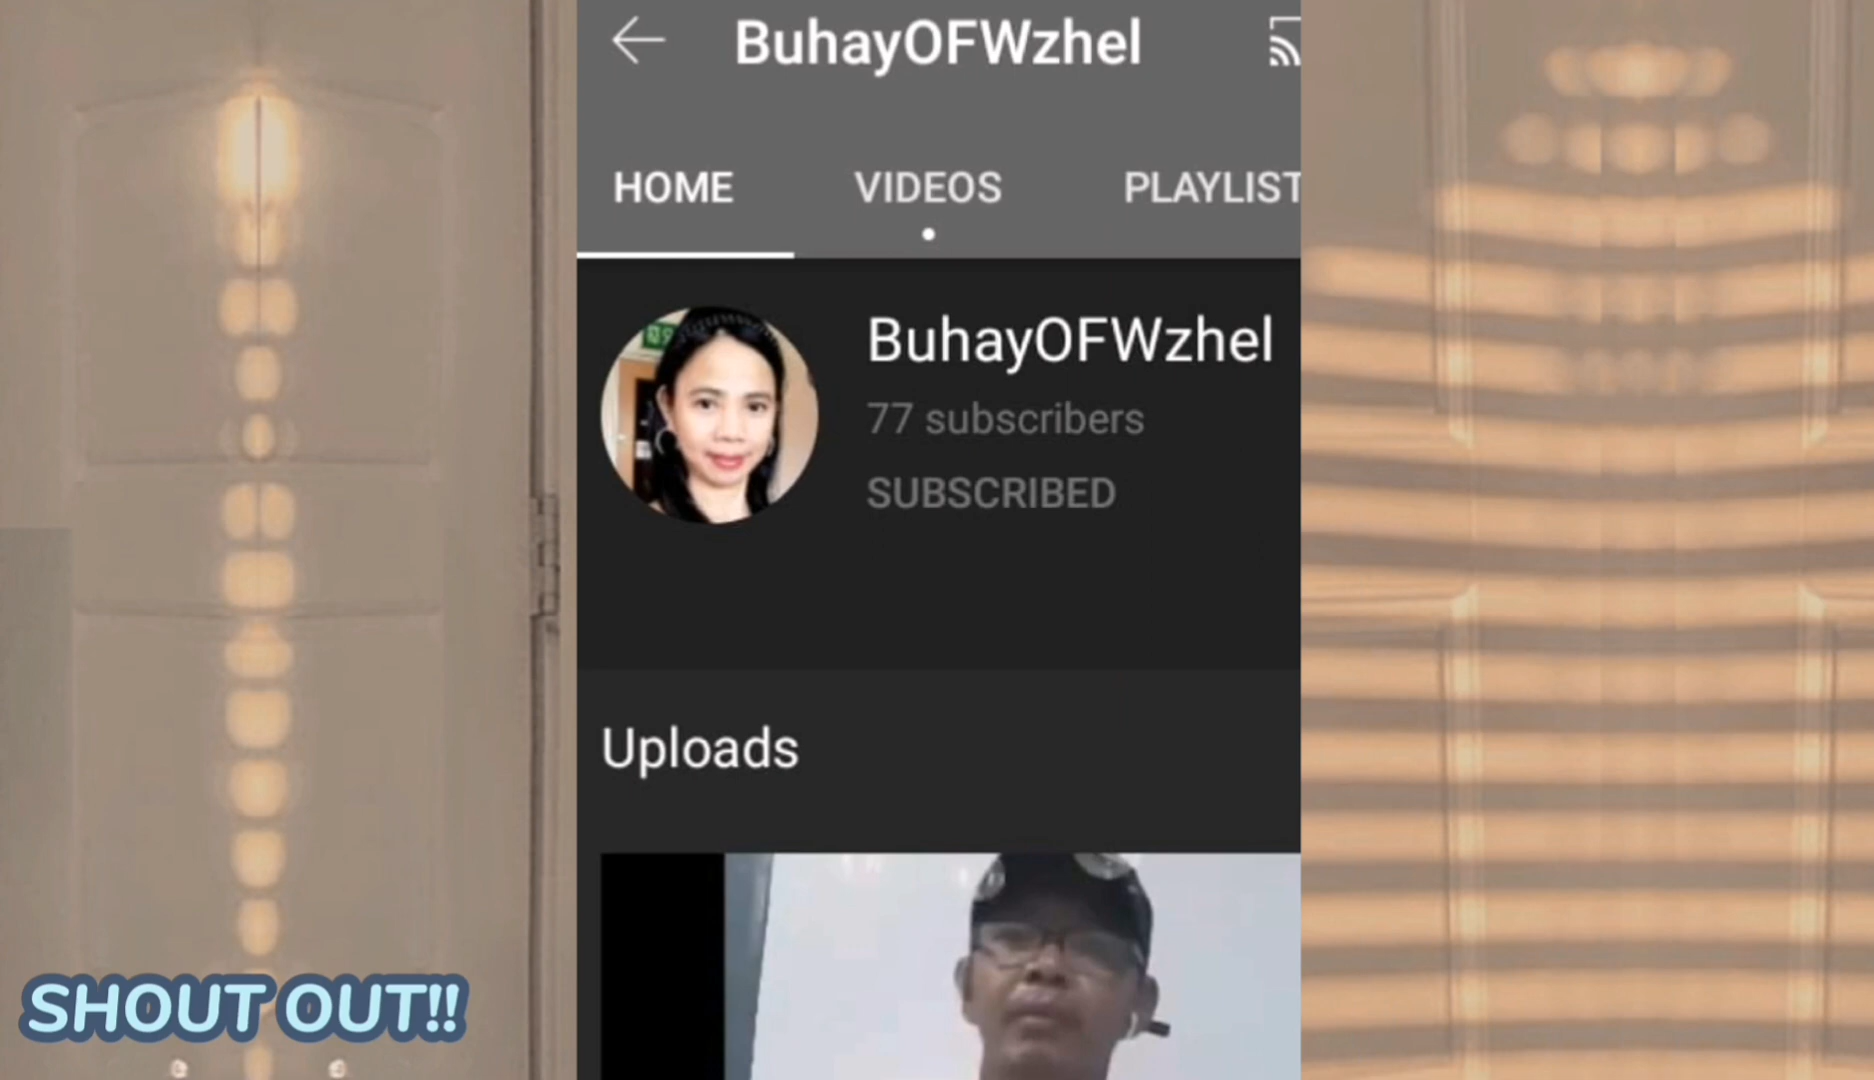 BuhayOFWzhel
HOME VIDEOS PLAYLIST
BuhayOFWzhel
77 subscribers
SUBSCRIBED
Uploads
SHOUT OUT!!